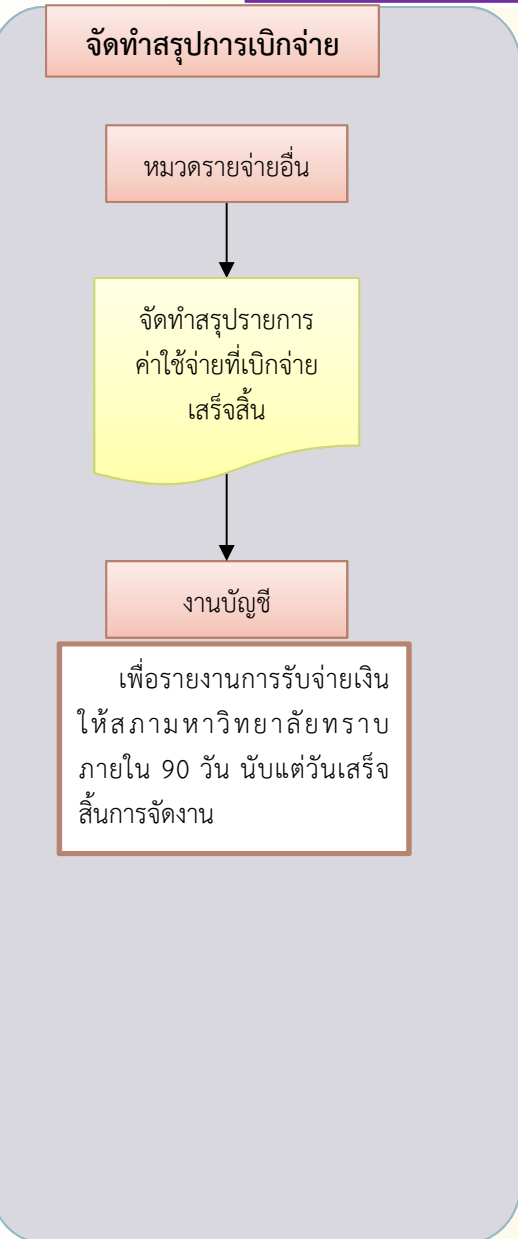 จัดทำสรุปการเบิกจ่าย
หมวดรายจ่ายอื่น
จัดทำสรุปรายการ
ค่าใช้จ่ายที่เบิกจ่าย
เสร็จสิ้น
งานบัญชี
เพื่อรายงานการรับจ่ายเงิน
ให้สภามหาวิทยาลัยทราบ
ภายใน 90 วัน นับแต่วันเสร็จ
สิ้นการจัดงาน